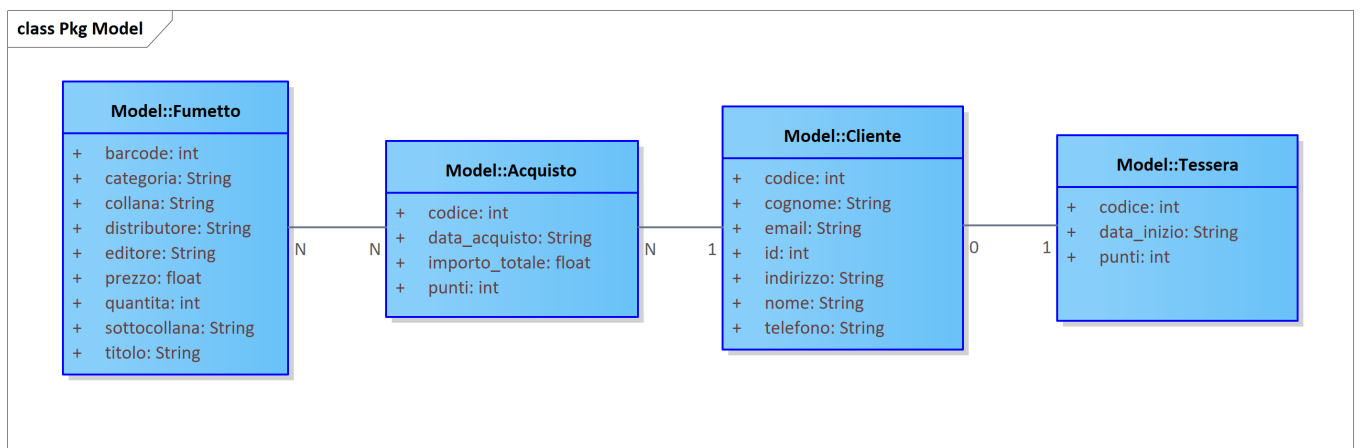 class Pkg Model
Model::Fumetto
+ barcode: int
+ categoria: String
+ collana: String
+ distributore: String
+ editore: String
+ prezzo: float
+ quantita: int
+ sottocollana: String
+ titolo: String
N
N
Model::Acquisto
+ codice: int
+ data_acquisto: String
+ importo_totale: float
+ punti: int
N
1
Model::Cliente
+ codice: int
+ cognome: String
+ email: String
+ id: int
+ indirizzo: String
+ nome: String
+ telefono: String
0
1
Model::Tessera
+ codice: int
+ data_inizio: String
+ punti: int